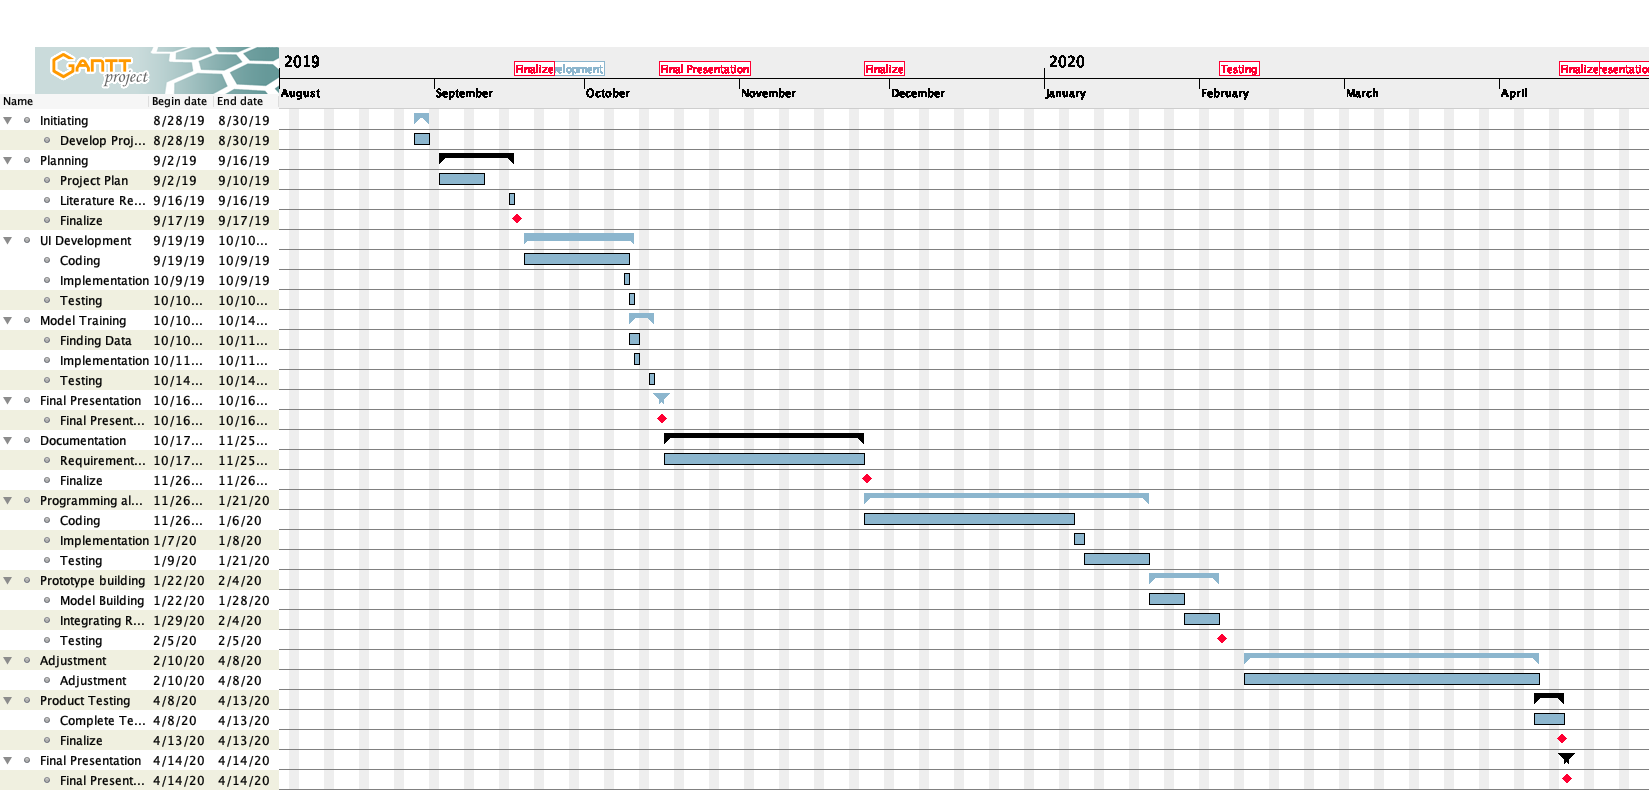 GANTT
project
2019
2020
Finalize elopment Final Presentation Finalize Testing Finalize resentatio
August September October November December January February March April
Name Begin date End date
Initiating 8/28/19 8/30/19
Develop Proj... 8/28/19 8/30/19
Planning 9/2/19 9/16/19
Project Plan 9/2/19 9/10/19
Literature Re... 9/16/19 9/16/19
Finalize 9/17/19 9/17/19
UI Development 9/19/19 10/10...
Coding 9/19/19 10/9/19
Implementation 10/9/19 10/9/19
Testing 10/10... 10/10...
Model Training 10/10... 10/14...
Finding Data 10/10... 10/11...
Implementation 10/11... 10/11...
Testing 10/14... 10/14...
Final Presentation 10/16... 10/16...
Final Present... 10/16... 10/16...
Documentation 10/17... 11/25...
Requirement... 10/17... 11/25...
Finalize 11/26... 11/26...
Programming al... 11/26... 1/21/20
Coding 11/26... 1/6/20
Implementation 1/7/20 1/8/20
Testing 1/9/20 1/21/20
Prototype building 1/22/20 2/4/20
Model Building 1/22/20 1/28/20
Integrating R... 1/29/20 2/4/20
Testing 2/5/20 2/5/20
Adjustment 2/10/20 4/8/20
Adjustment 2/10/20 4/8/20
Product Testing 4/8/20 4/13/20
Complete Te... 4/8/20 4/13/20
Finalize 4/13/20 4/13/20
Final Presentation 4/14/20 4/14/20
Final Present... 4/14/20 4/14/20